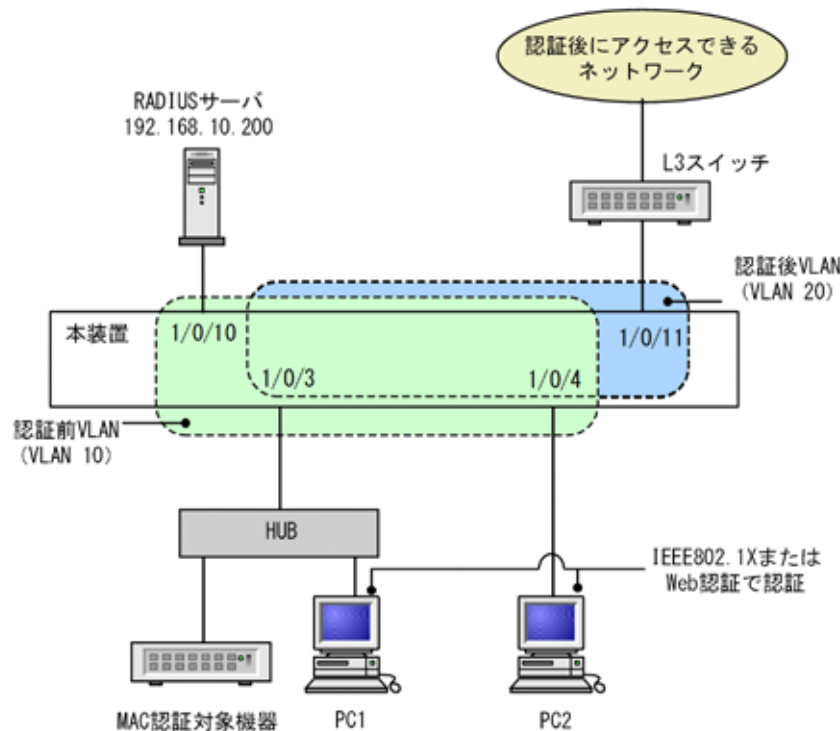 認証後にアクセスできる
ネットワーク
RADIUSサーバ
192.168.10.200
L3スイッチ
認証後VLAN
(VLAN 20)
本装置
1/0/10
1/0/11
1/0/3
1/0/4
認証前VLAN
(VLAN 10)
HUB
IEEE802.1Xまたは
Web認証で認証
MAC認証対象機器
PC1
PC2